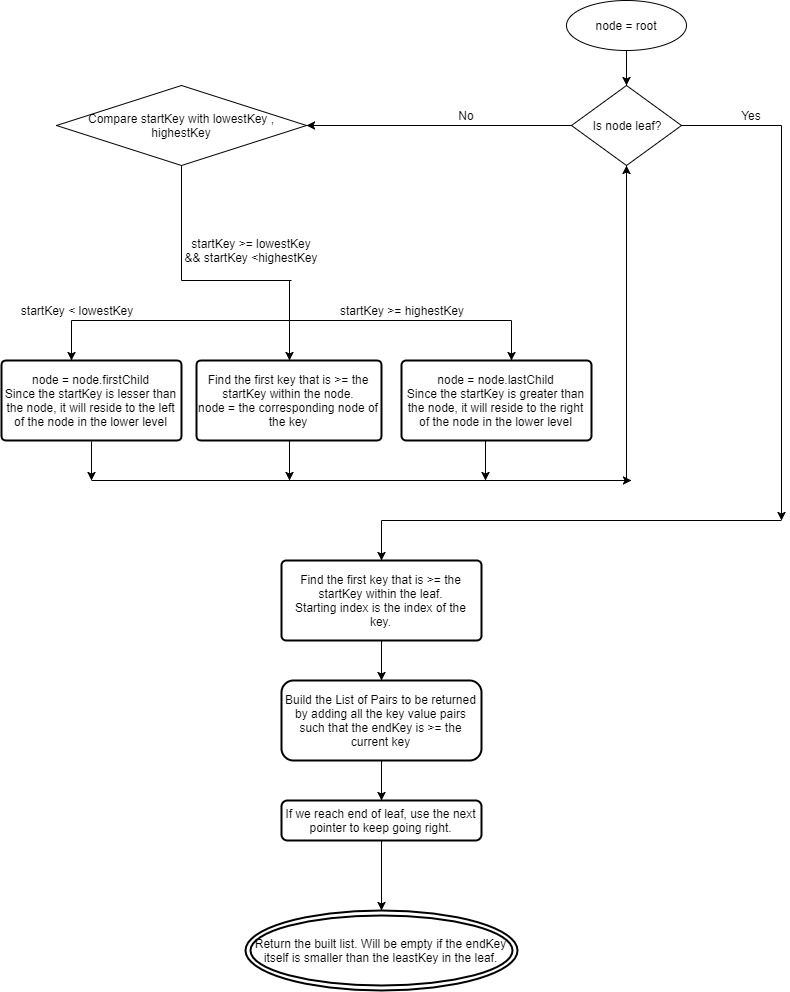 node = root
Is node leaf?
No
Yes
Compare startKey with lowestKey ,
highestKey
startKey >= lowestKey
&& startKey <highestKey
startKey < lowestKey
startKey >= highestKey
node = node.firstChild
Since the startKey is lesser than
the node, it will reside to the left
of the node in the lower level
Find the first key that is >= the
startKey within the node.
node = the corresponding node of
the key
node = node.lastChild
Since the startKey is greater than
the node, it will reside to the right
of the node in the lower level
Find the first key that is >= the
startKey within the leaf.
Starting index is the index of the
key.
Build the List of Pairs to be returned
by adding all the key value pairs
such that the endKey is >= the
current key
If we reach end of leaf, use the next
pointer to keep going right.
Return the built list. Will be empty if the endKey
itself is smaller than the leastKey in the leaf.